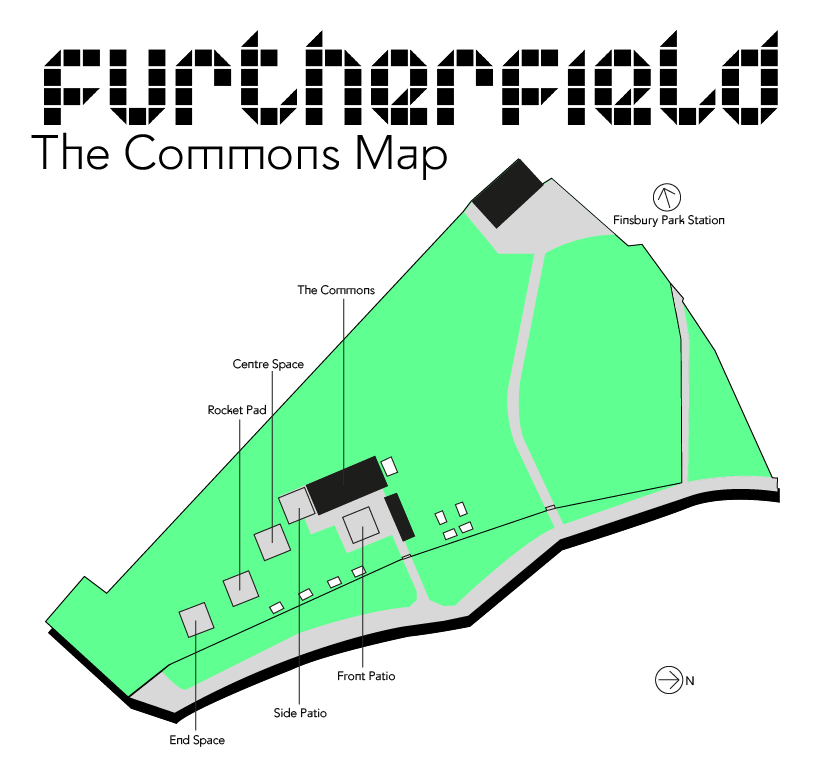 furtherfield
The Commons Map
Finsbury Park Station
The Commons
Centre Space
Rocket Pad
Front Patio
N
Side Patio
End Space